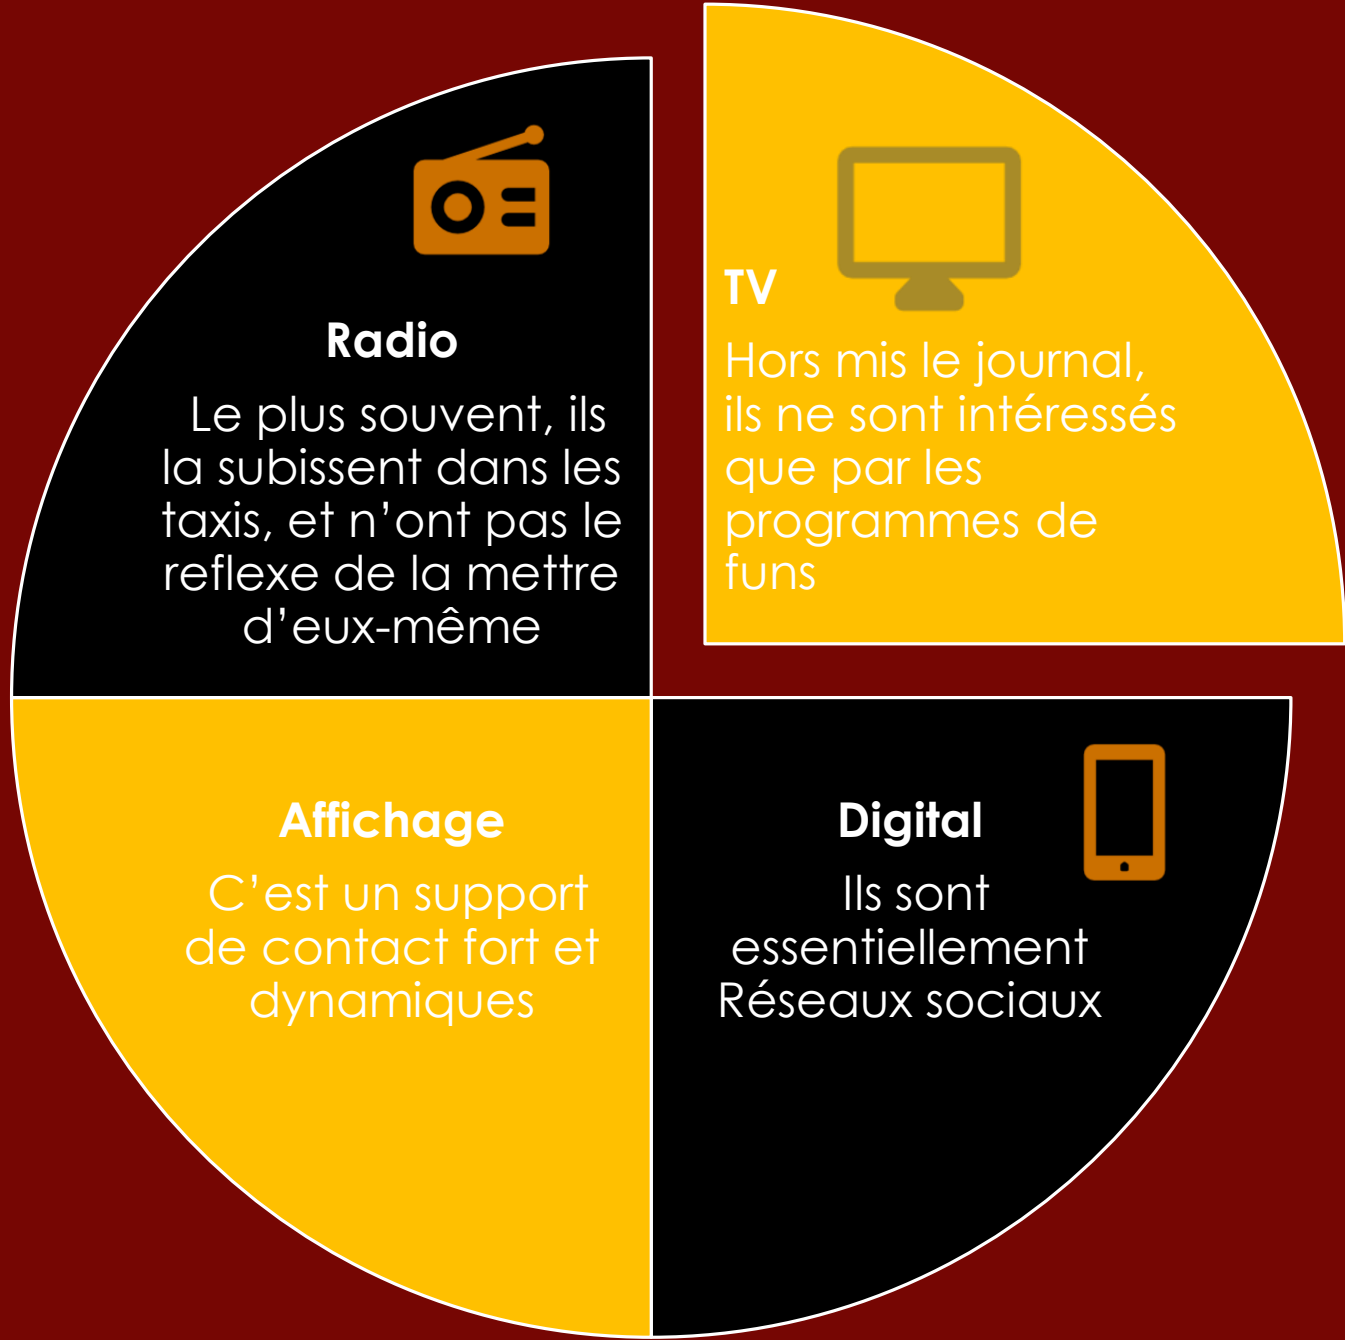 Radio
Le plus souvent, ils
la subissent dans les
taxis, et n’ont pas le
reflexe de la mettre
d’eux-même
TV
Hors mis le journal,
ils ne sont intéressés
que par les
programmes de
funs
Affichage
C’est un support
de contact fort et
dynamiques
Digital
Ils sont
essentiellement
Réseaux sociaux